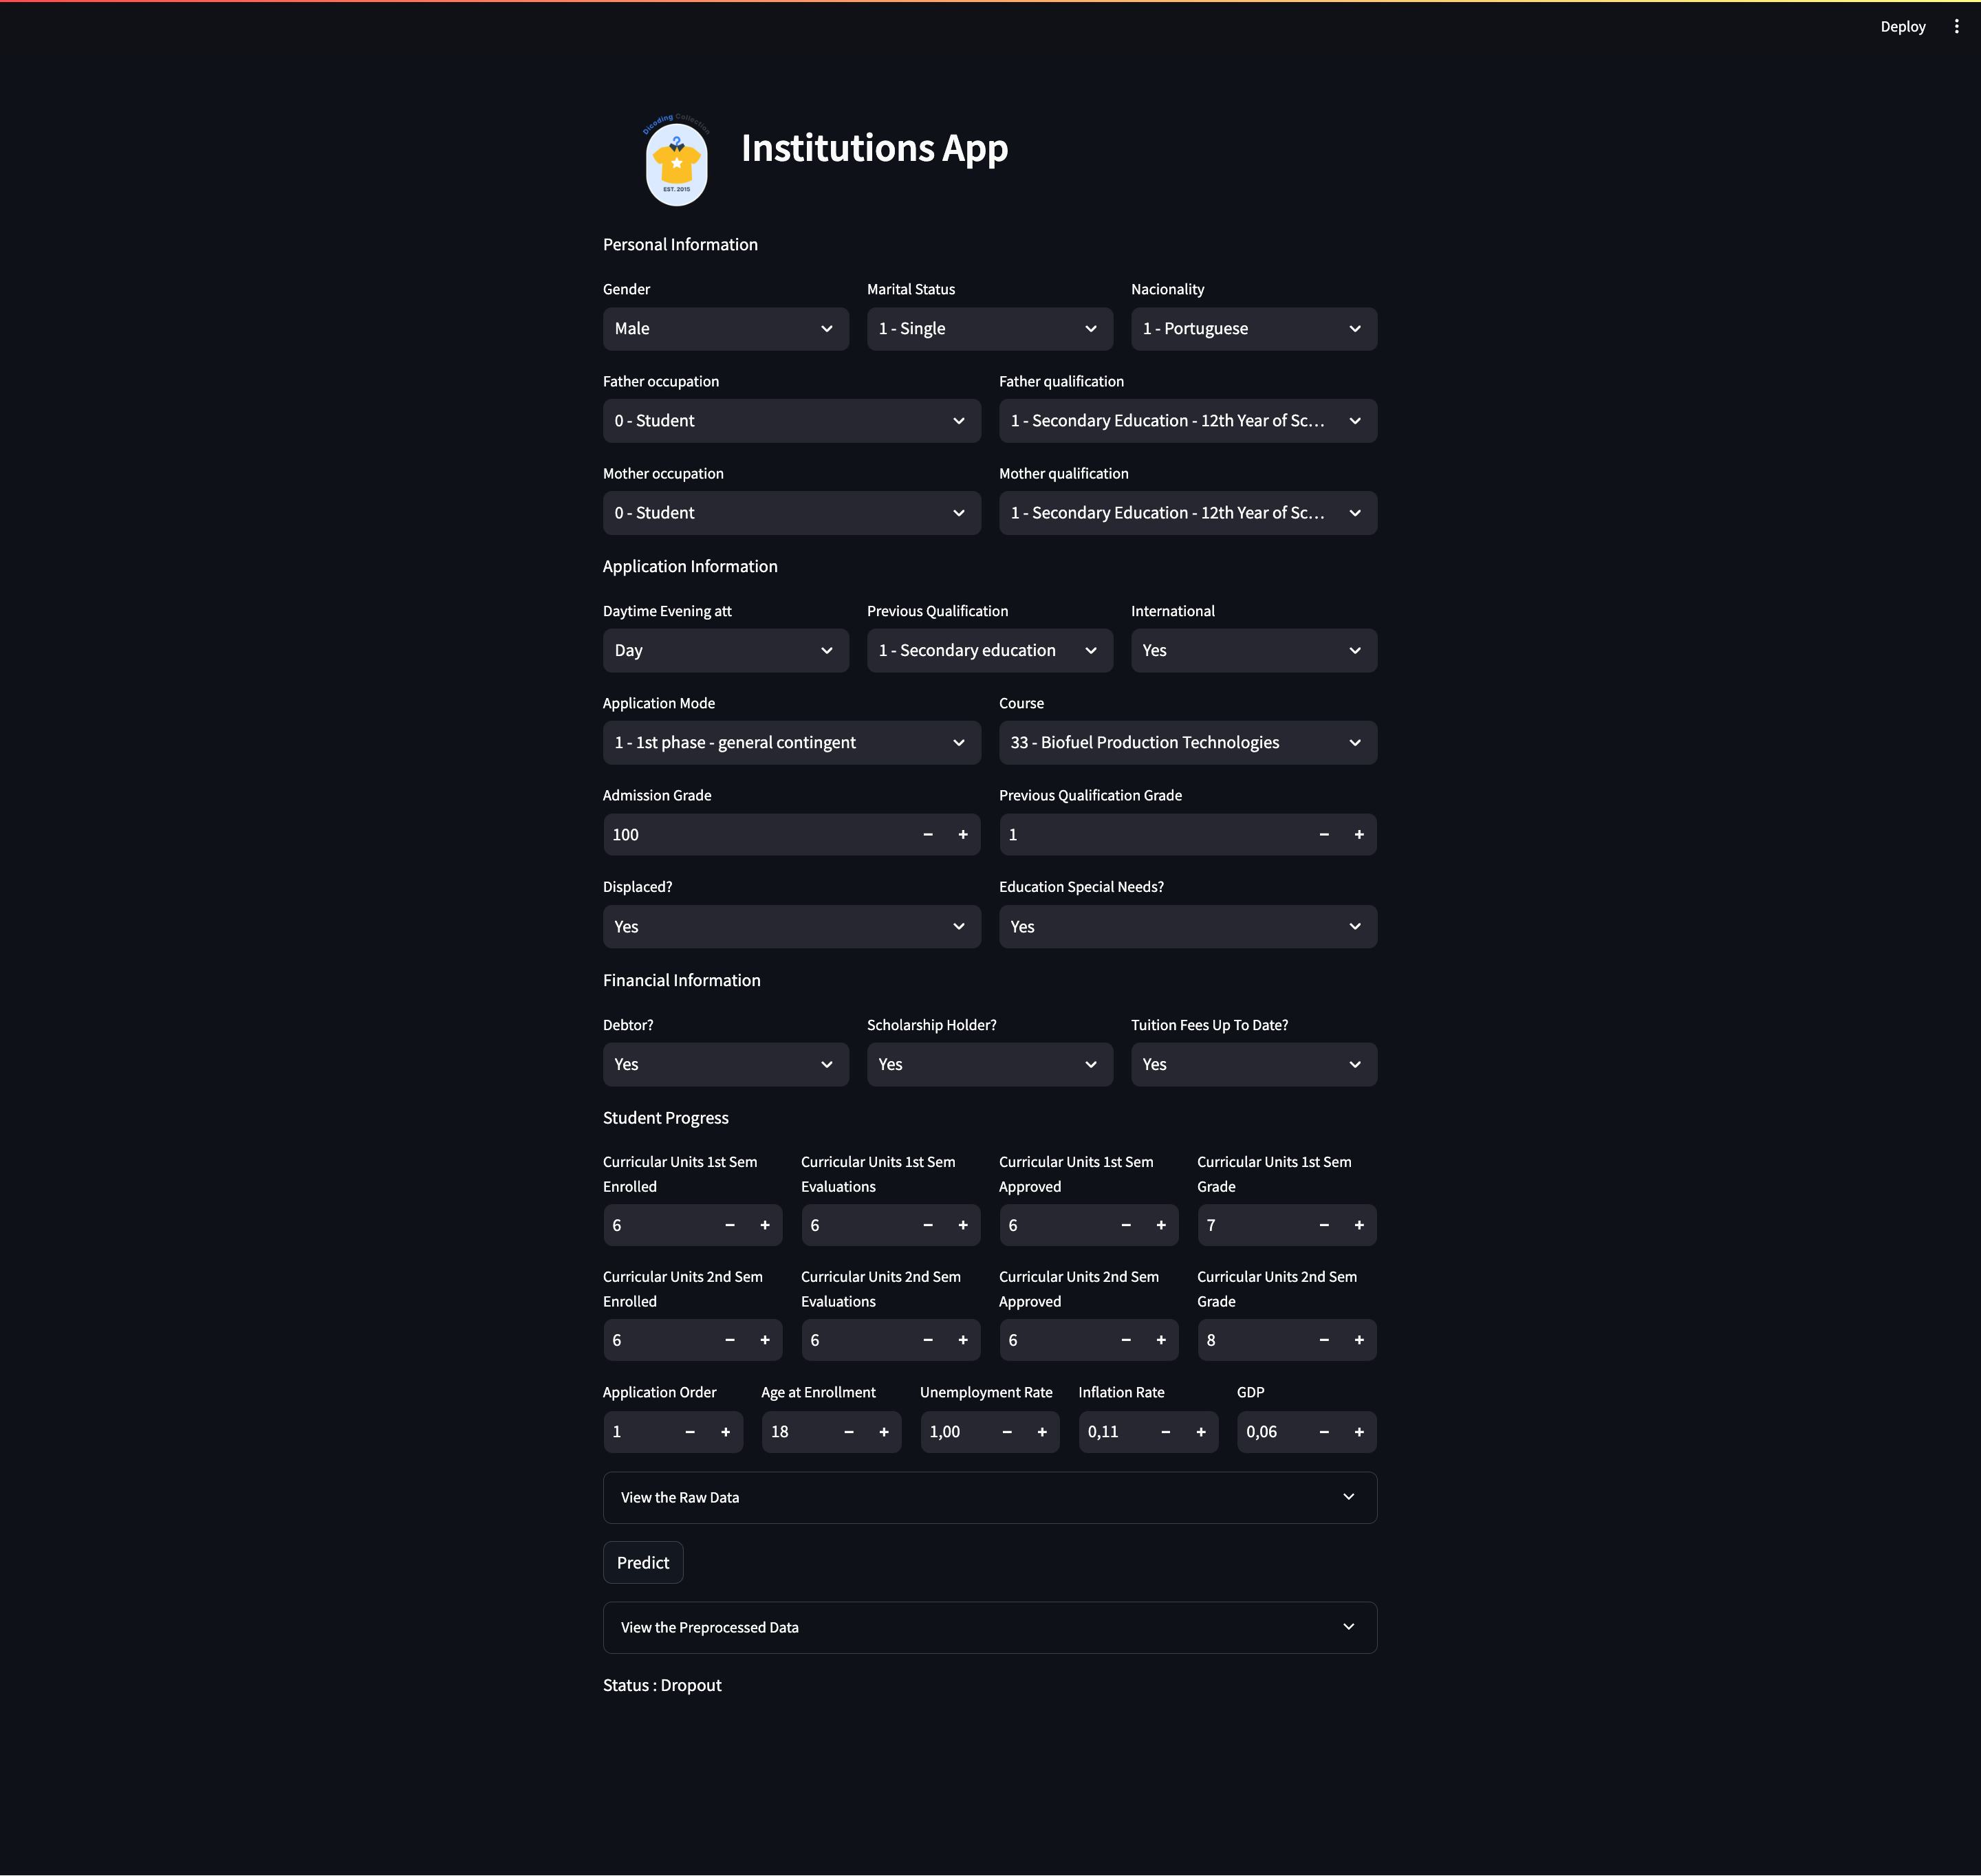 Deploy
Dicoding Collection
EST. 2015
Institutions App
Personal Information
Gender Marital Status Nacionality
Male 1 - Single 1 - Portuguese
Father occupation Father qualification
0 - Student 1 - Secondary Education - 12th Year of Sc...
Mother occupation Mother qualification
0 - Student 1 - Secondary Education - 12th Year of Sc...
Application Information
Daytime Evening att Previous Qualification International
Day 1 - Secondary education Yes
Application Mode Course
1 - 1st phase - general contingent 33 - Biofuel Production Technologies
Admission Grade Previous Qualification Grade
100 − + 1 − +
Displaced? Education Special Needs?
Yes Yes
Financial Information
Debtor? Scholarship Holder? Tuition Fees Up To Date?
Yes Yes Yes
Student Progress
Curricular Units 1st Sem Curricular Units 1st Sem Curricular Units 1st Sem Curricular Units 1st Sem
Enrolled Evaluations Approved Grade
6 − + 6 − + 6 − + 7 − +
Curricular Units 2nd Sem Curricular Units 2nd Sem Curricular Units 2nd Sem Curricular Units 2nd Sem
Enrolled Evaluations Approved Grade
6 − + 6 − + 6 − + 8 − +
Application Order Age at Enrollment Unemployment Rate Inflation Rate GDP
1 − + 18 − + 1,00 − + 0,11 − + 0,06 − +
View the Raw Data
Predict
View the Preprocessed Data
Status : Dropout